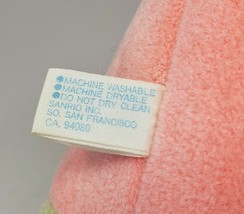 ●MACHINE WASHABLE
●MACHINE DRYABLE
●DO NOT DRY CLEAN
SANRIO INC.
SO. SAN FRANCISCO
CA. 94080